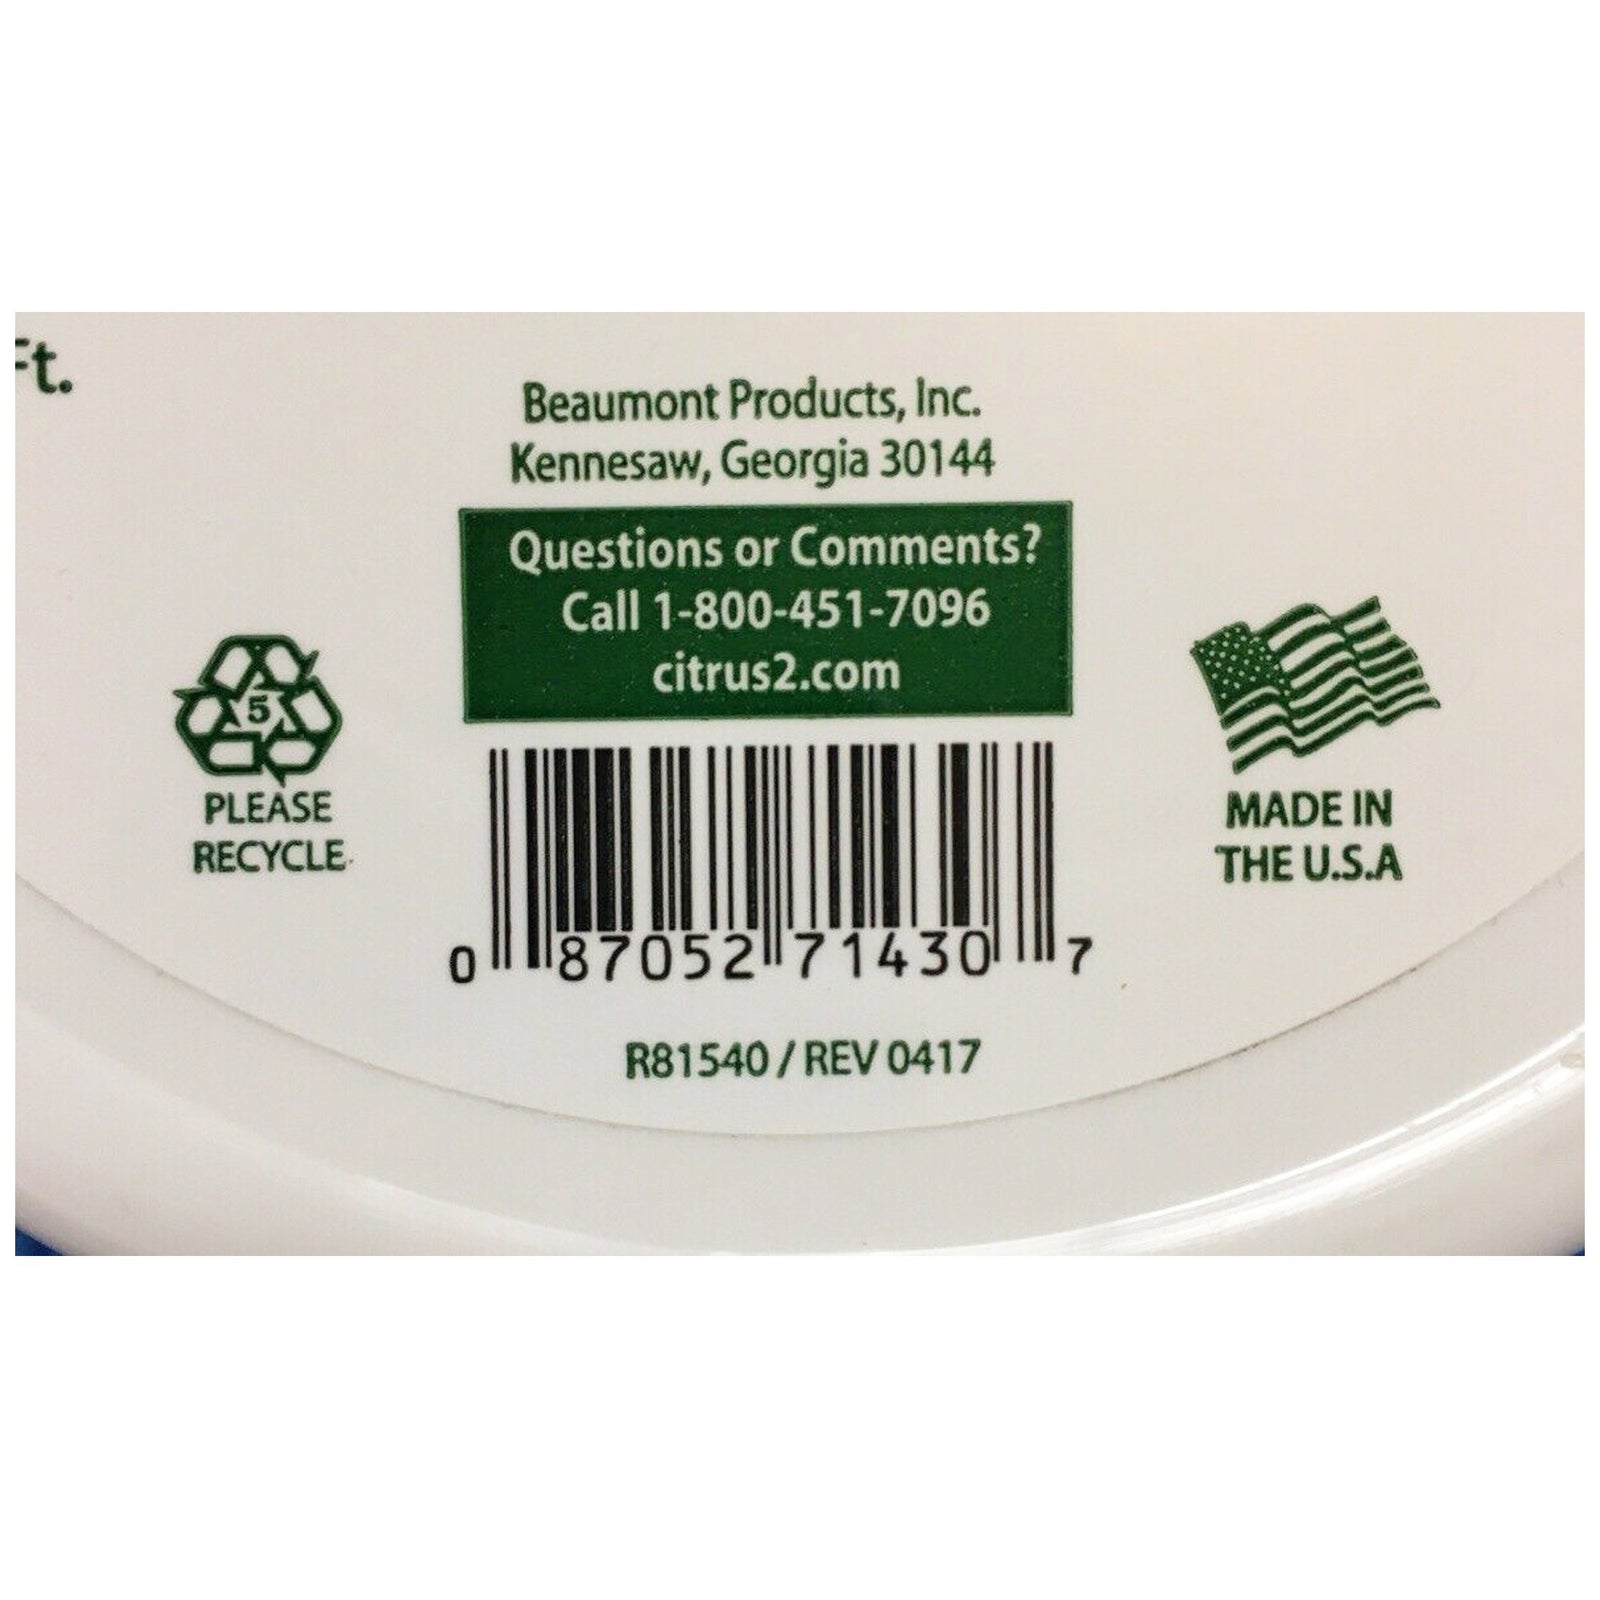 Ft.
Beaumont Products, Inc.
Kennesaw, Georgia 30144
Questions or Comments?
Call 1-800-451-7096
citrus2.com
5
PLEASE
RECYCLE
MADE IN
THE U.S.A
0 87052 71430 7
R81540 / REV 0417